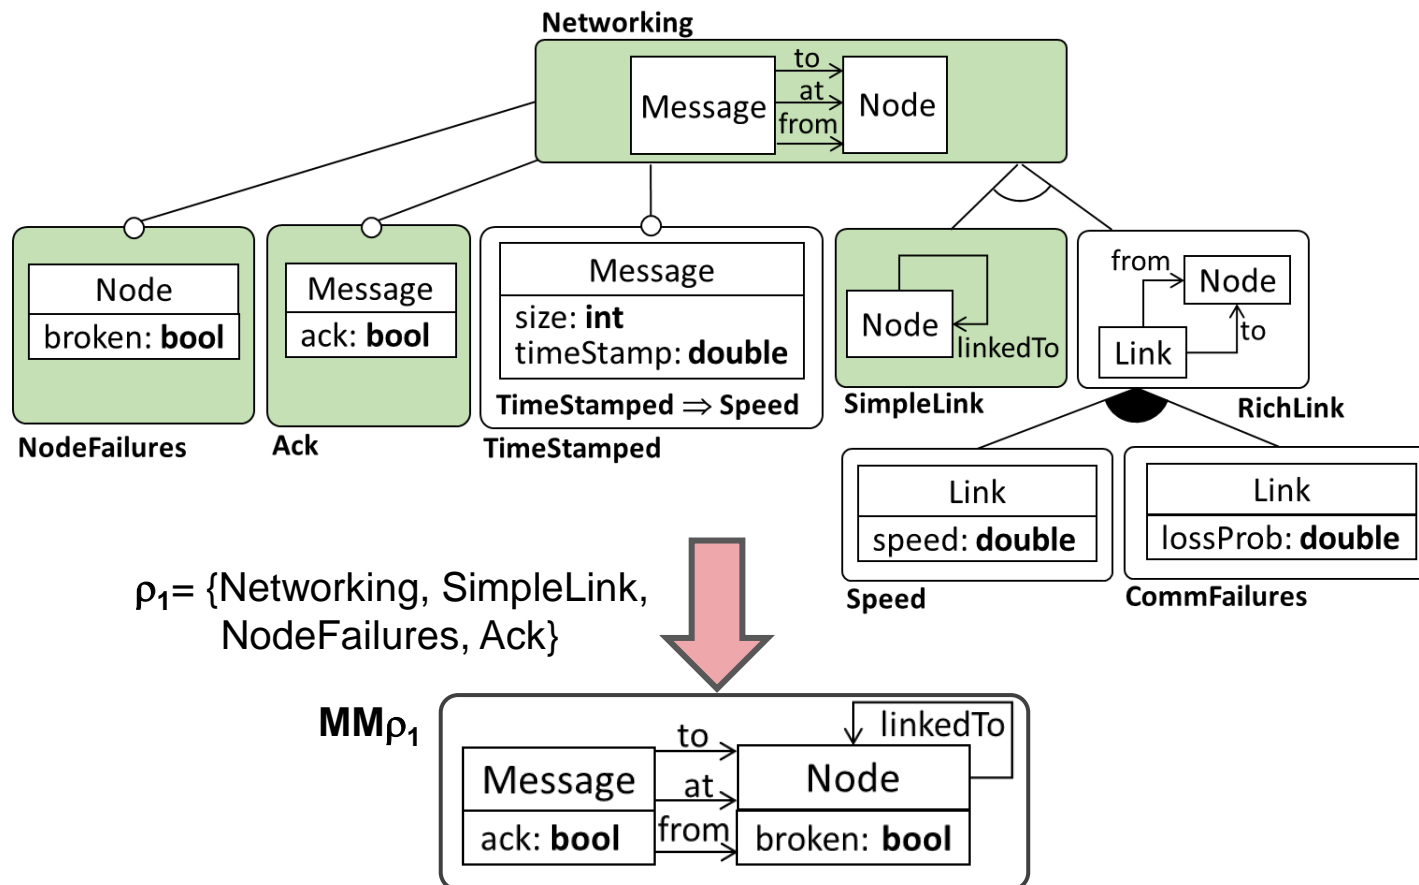 Networking
Message
to
at
from
Node
Node
broken: bool
NodeFailures
Message
ack: bool
Ack
Message
size: int
timeStamp: double
TimeStamped ⇒ Speed
TimeStamped
Node
linkedTo
SimpleLink
from
Node
Link
to
RichLink
Link
speed: double
Speed
Link
lossProb: double
CommFailures
ρ₁= {Networking, SimpleLink,
NodeFailures, Ack}
MMρ₁
Message
ack: bool
to
at
from
Node
broken: bool
linkedTo